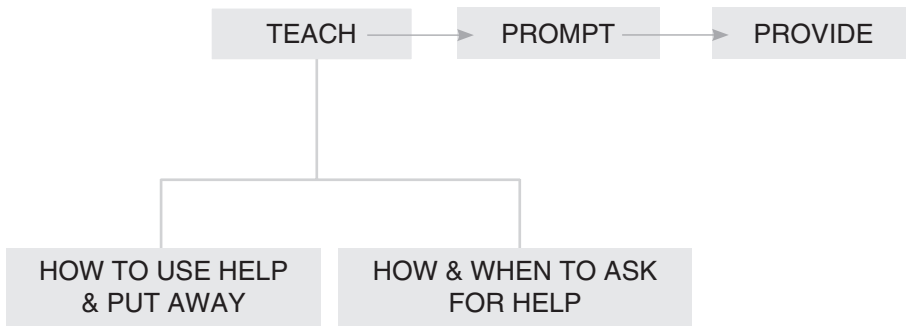 TEACH
PROMPT
PROVIDE
HOW TO USE HELP
& PUT AWAY
HOW & WHEN TO ASK
FOR HELP